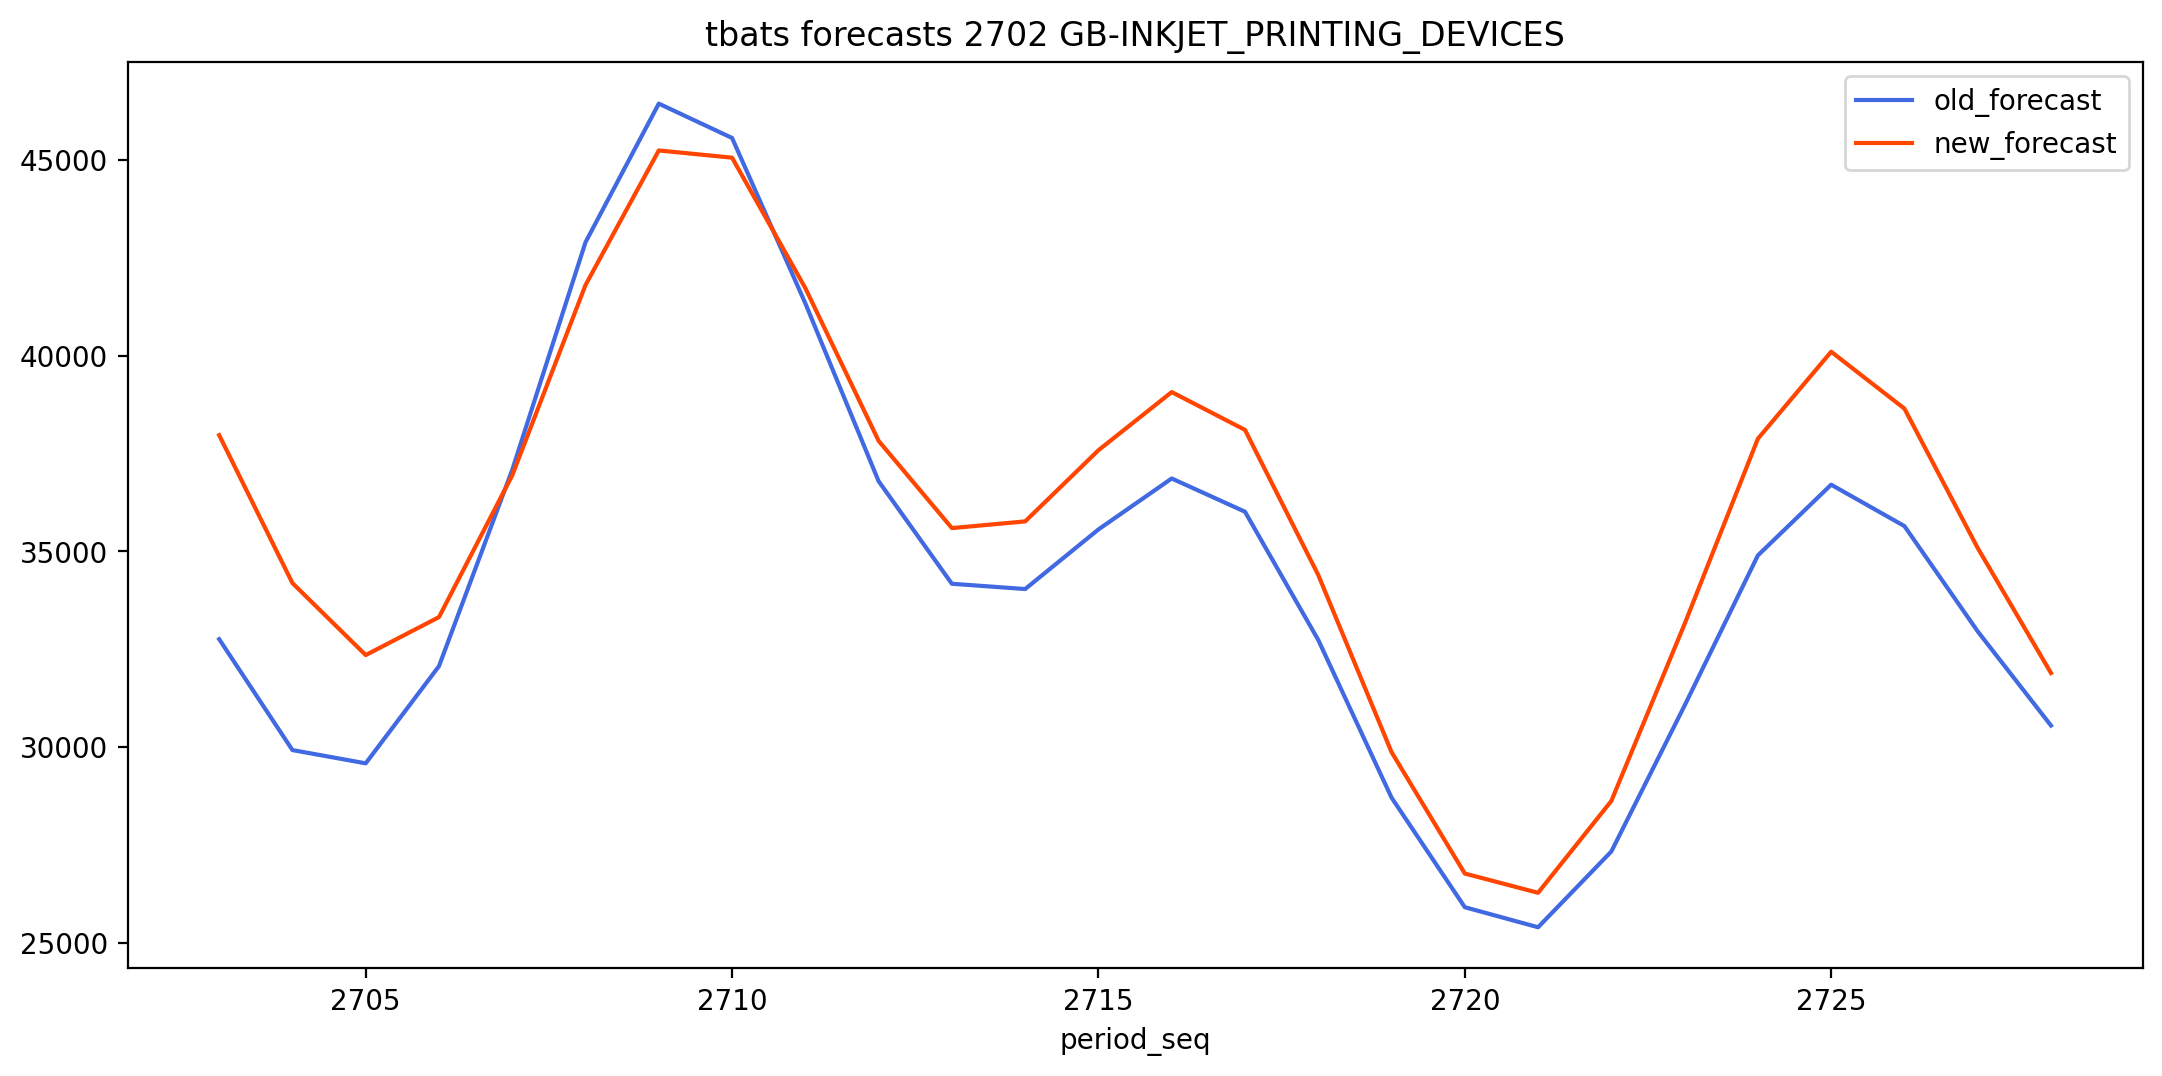 tbats forecasts 2702 GB-INKJET_PRINTING_DEVICES
old_forecast
new_forecast
45000
40000
35000
30000
25000
2705 2710 2715 2720 2725
period_seq